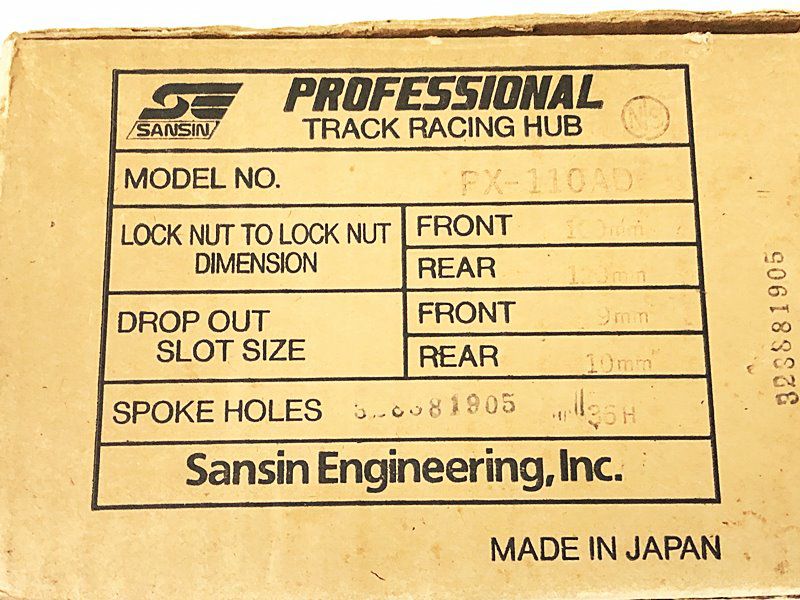 SANSIN
PROFESSIONAL
TRACK RACING HUB
MODEL NO. PX-110AD
LOCK NUT TO LOCK NUT DIMENSION
FRONT
REAR
DROP OUT SLOT SIZE
FRONT 9mm
REAR 10mm
SPOKE HOLES 36H
Sansin Engineering, Inc.
MADE IN JAPAN
328881905